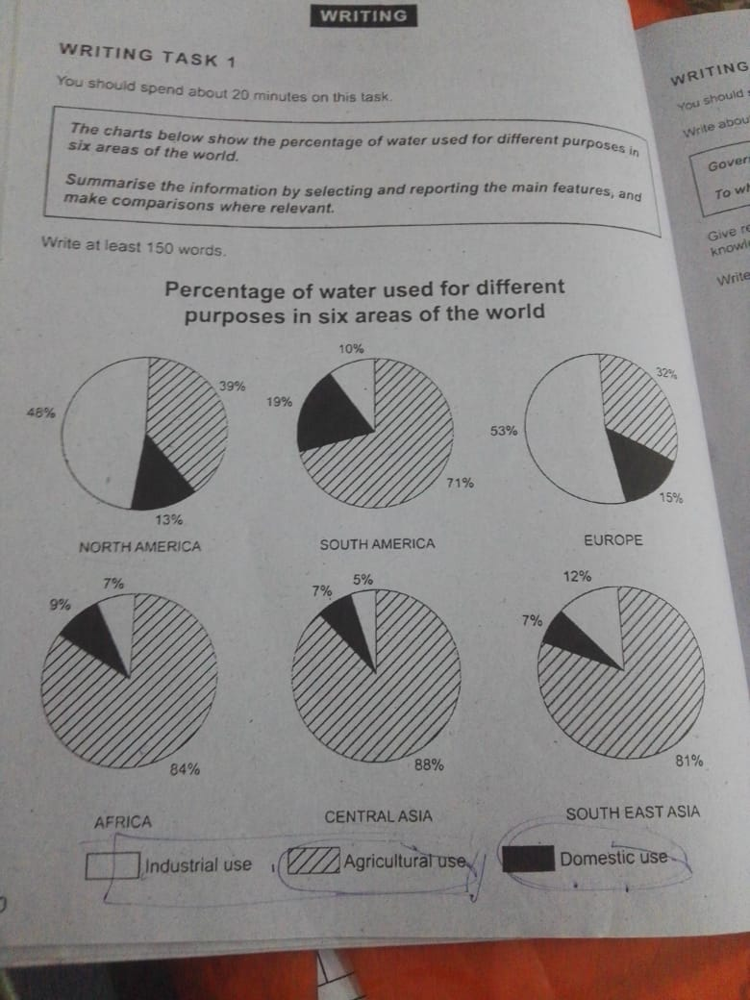 WRITING
WRITING TASK 1
You should spend about 20 minutes on this task.
The charts below show the percentage of water used for different purposes in
six areas of the world.
Summarise the information by selecting and reporting the main features, and
make comparisons where relevant.
Write at least 150 words.
Percentage of water used for different
purposes in six areas of the world
48%
39%
13%
NORTH AMERICA
10%
19%
71%
SOUTH AMERICA
53%
32%
15%
EUROPE
7%
9%
84%
AFRICA
5%
7%
88%
CENTRAL ASIA
12%
7%
81%
SOUTH EAST ASIA
Industrial use
Agricultural use
Domestic use
WRITING
You should
Write
To
Give
Write